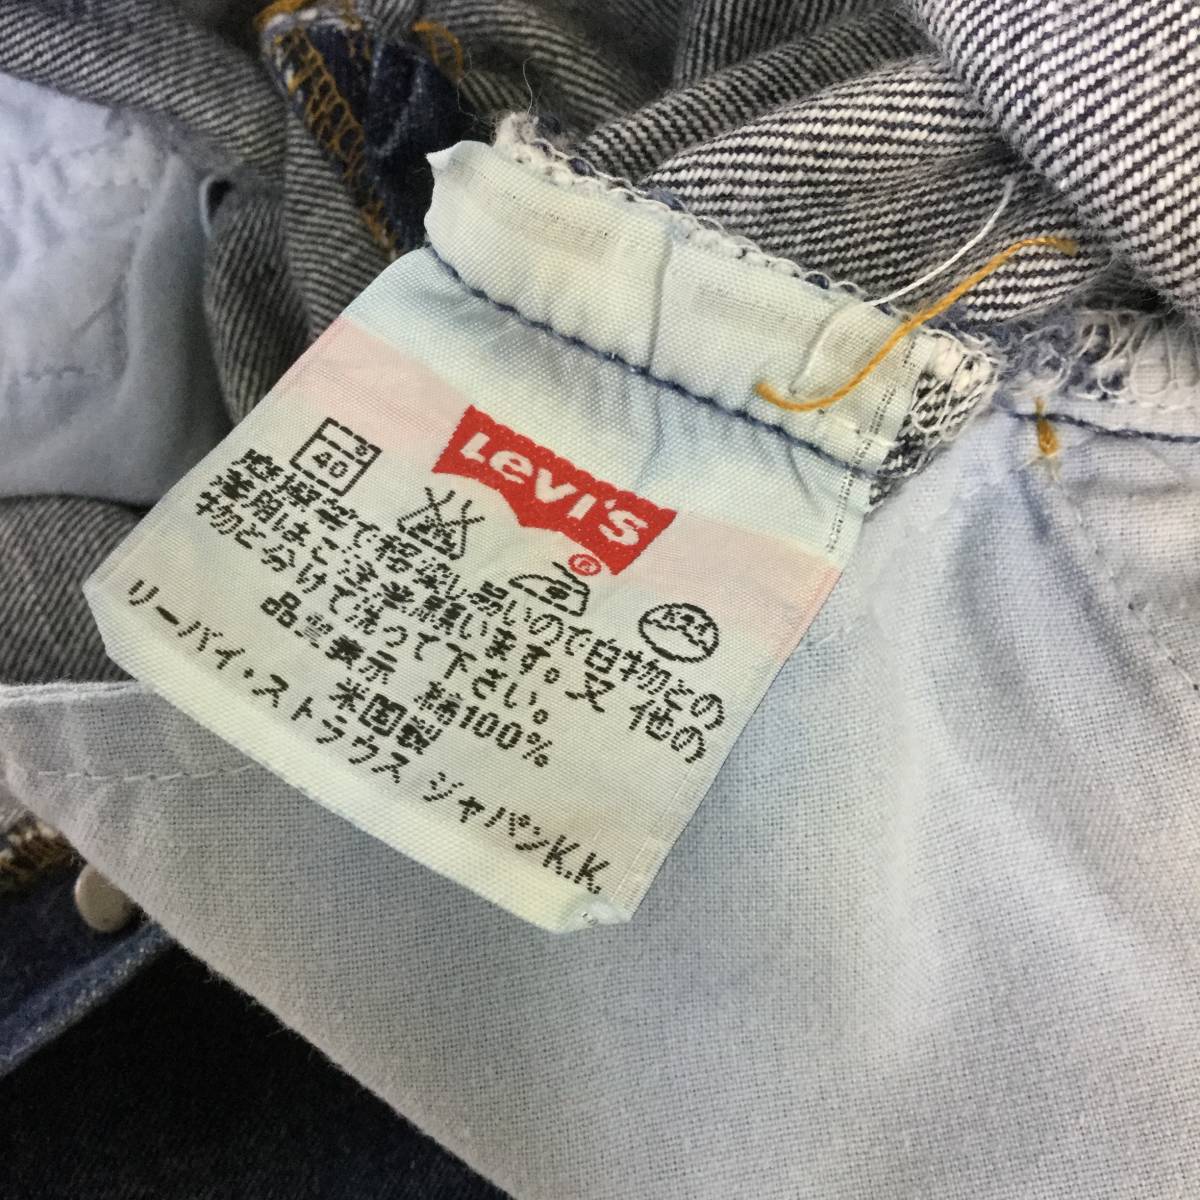 Levi's
®
40
摩擦等で格染し易いので白物との
着用はご注意願います。又 他の
物と分けて洗って下さい。
品質表示 綿100%
米国製
リーバイ・ストラウス ジャパンK.K.